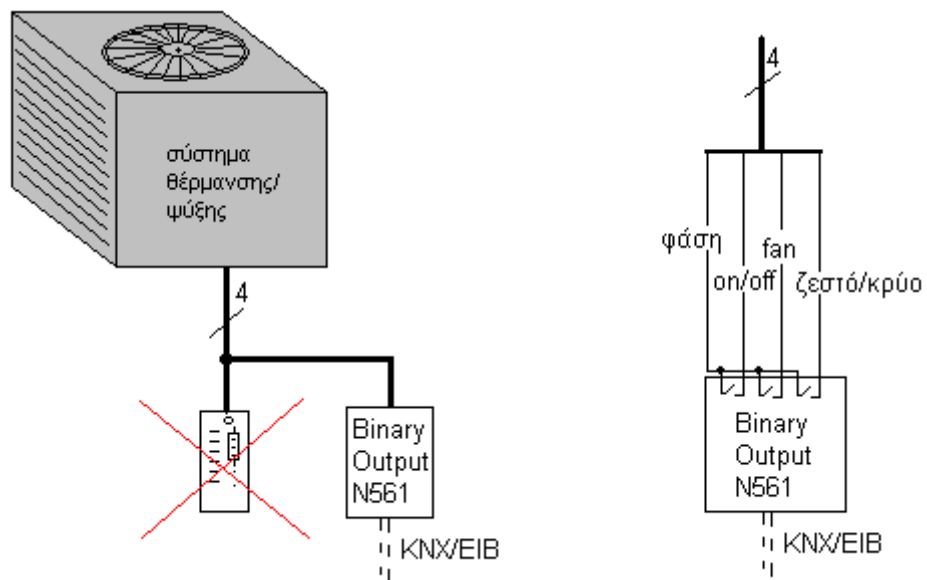 σύστημα
θέρμανσης/
ψύξης
4
Binary
Output
N561
KNX/EIB
4
φάση
fan
on/off
ζεστό/κρύο
Binary
Output
N561
KNX/EIB